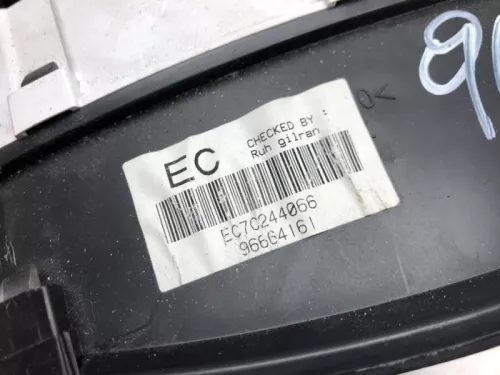 EC
CHECKED BY :
Ruh gilran
EC7C244066
96664161